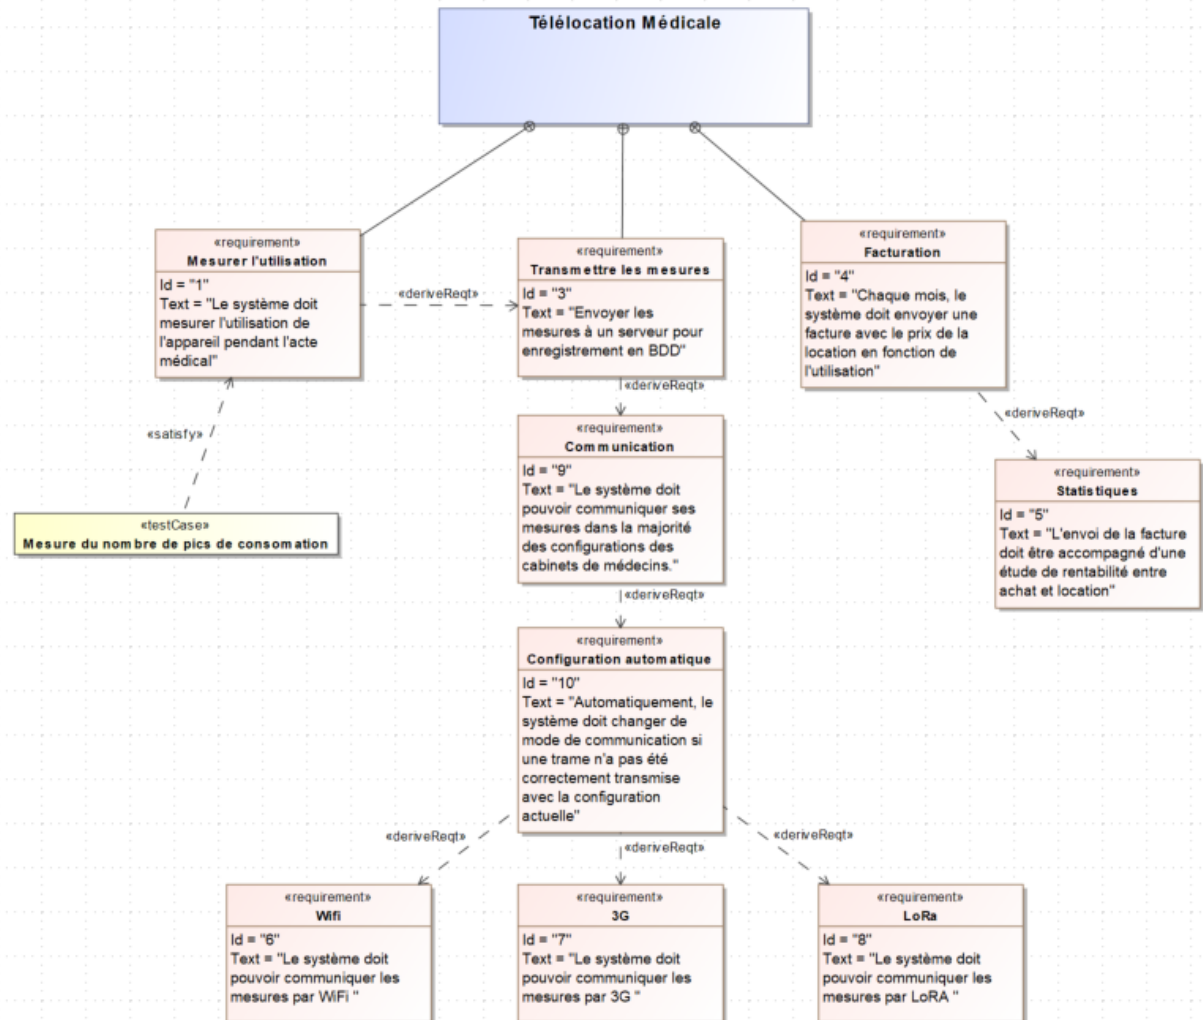 Télélocation Médicale
«requirement»
Mesurer l'utilisation
Id = "1"
Text = "Le système doit
mesurer l'utilisation de
l'appareil pendant l'acte
médical"
«deriveReqt»
«requirement»
Transmettre les mesures
Id = "3"
Text = "Envoyer les
mesures à un serveur pour
enregistrement en BDD"
«requirement»
Facturation
Id = "4"
Text = "Chaque mois, le
système doit envoyer une
facture avec le prix de la
location en fonction de
l'utilisation"
«deriveReqt»
«deriveReqt»
«satisfy»
«requirement»
Communication
Id = "9"
Text = "Le système doit
pouvoir communiquer ses
mesures dans la majorité
des configurations des
cabinets de médecins."
«requirement»
Statistiques
Id = "5"
Text = "L'envoi de la facture
doit être accompagné d'une
étude de rentabilité entre
achat et location"
«testCase»
Mesure du nombre de pics de consomation
«deriveReqt»
«requirement»
Configuration automatique
Id = "10"
Text = "Automatiquement, le
système doit changer de
mode de communication si
une trame n'a pas été
correctement transmise
avec la configuration
actuelle"
«deriveReqt»
«deriveReqt»
«deriveReqt»
«requirement»
Wifi
Id = "6"
Text = "Le système doit
pouvoir communiquer les
mesures par WiFi "
«requirement»
3G
Id = "7"
Text = "Le système doit
pouvoir communiquer les
mesures par 3G "
«requirement»
LoRa
Id = "8"
Text = "Le système doit
pouvoir communiquer les
mesures par LoRA "